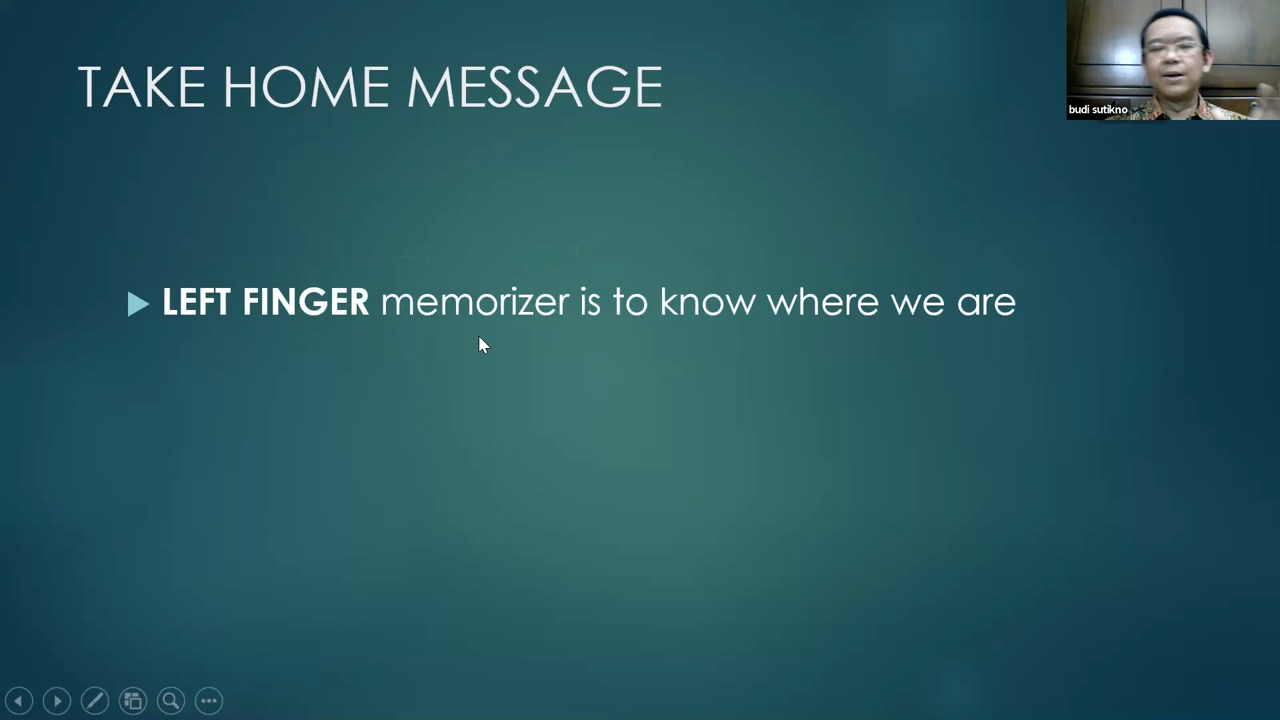 TAKE HOME MESSAGE
budi sutikno
LEFT FINGER memorizer is to know where we are